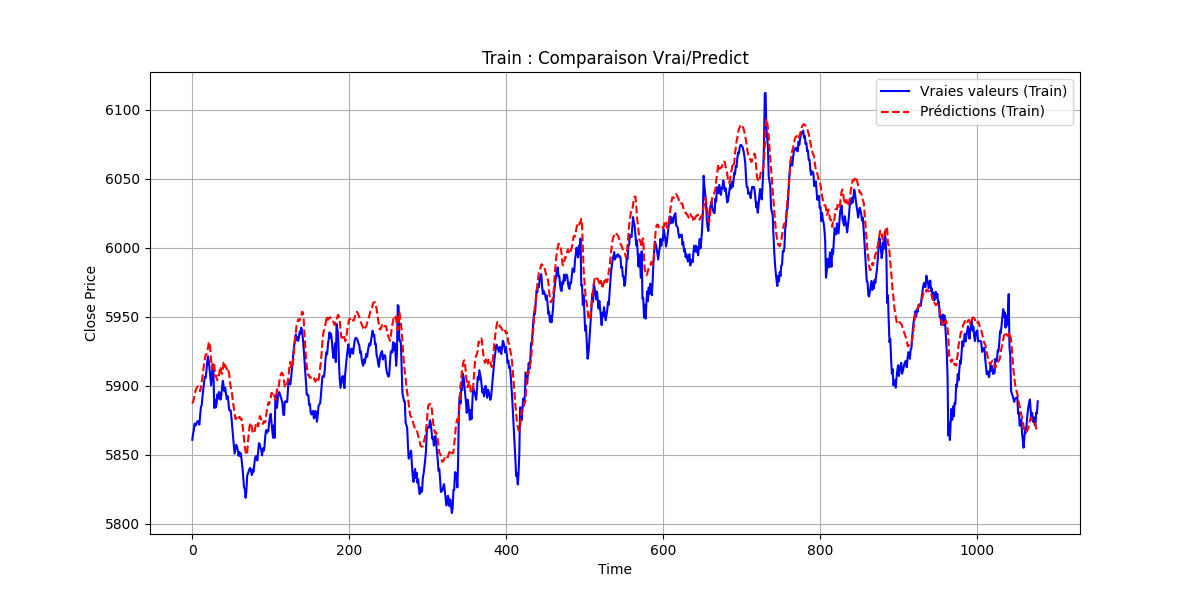 Train : Comparaison Vrai/Predict
Vraies valeurs (Train)
Prédictions (Train)
Close Price
6100
6050
6000
5950
5900
5850
5800
0 200 400 600 800 1000
Time